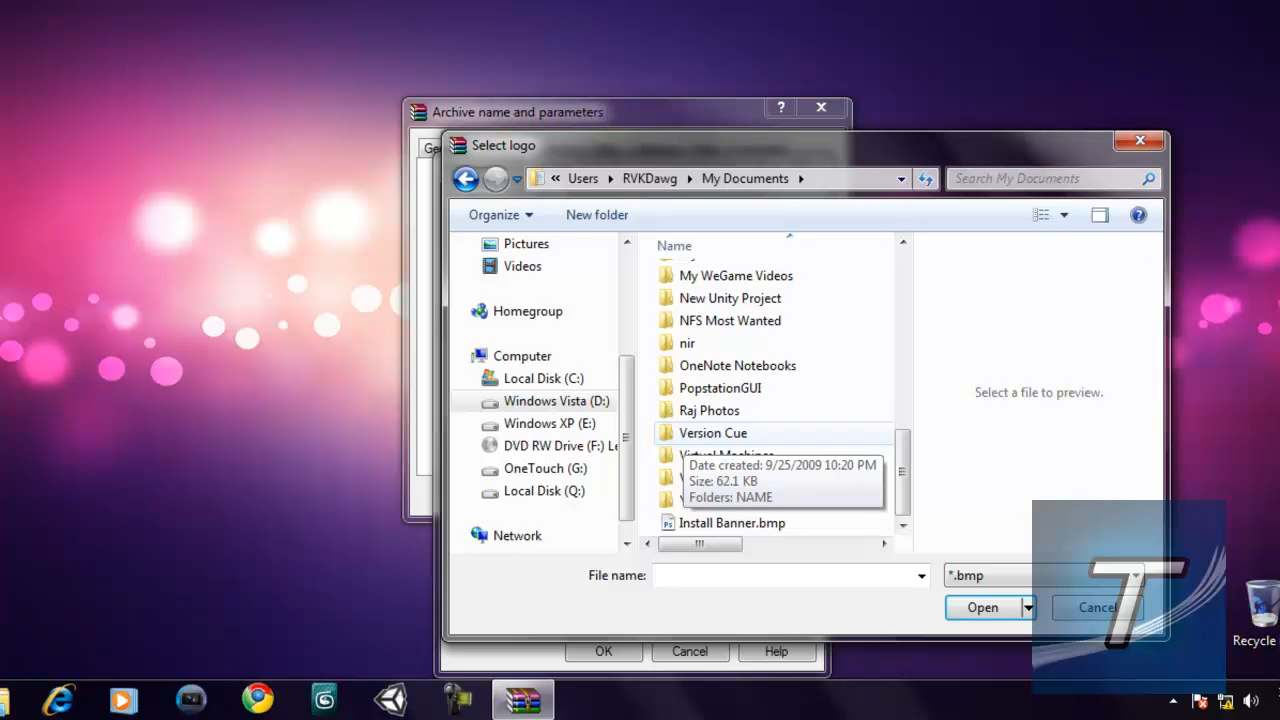 Archive name and parameters
?
Ge
Select logo
« Users ▸ RVKDawg ▸ My Documents ▸
Search My Documents
Organize
New folder
Pictures
Videos
Homegroup
Computer
Local Disk (C:)
Windows Vista (D:)
Windows XP (E:)
DVD RW Drive (F:) Le
OneTouch (G:)
Local Disk (Q:)
Network
Name
My WeGame Videos
New Unity Project
NFS Most Wanted
nir
OneNote Notebooks
PopstationGUI
Raj Photos
Version Cue
Virtual Machines
Date created: 9/25/2009 10:20 PM
Size: 62.1 KB
Folders: NAME
Install Banner.bmp
Select a file to preview.
File name:
*.bmp
Open
Cancel
OK
Cancel
Help
T
Recycle